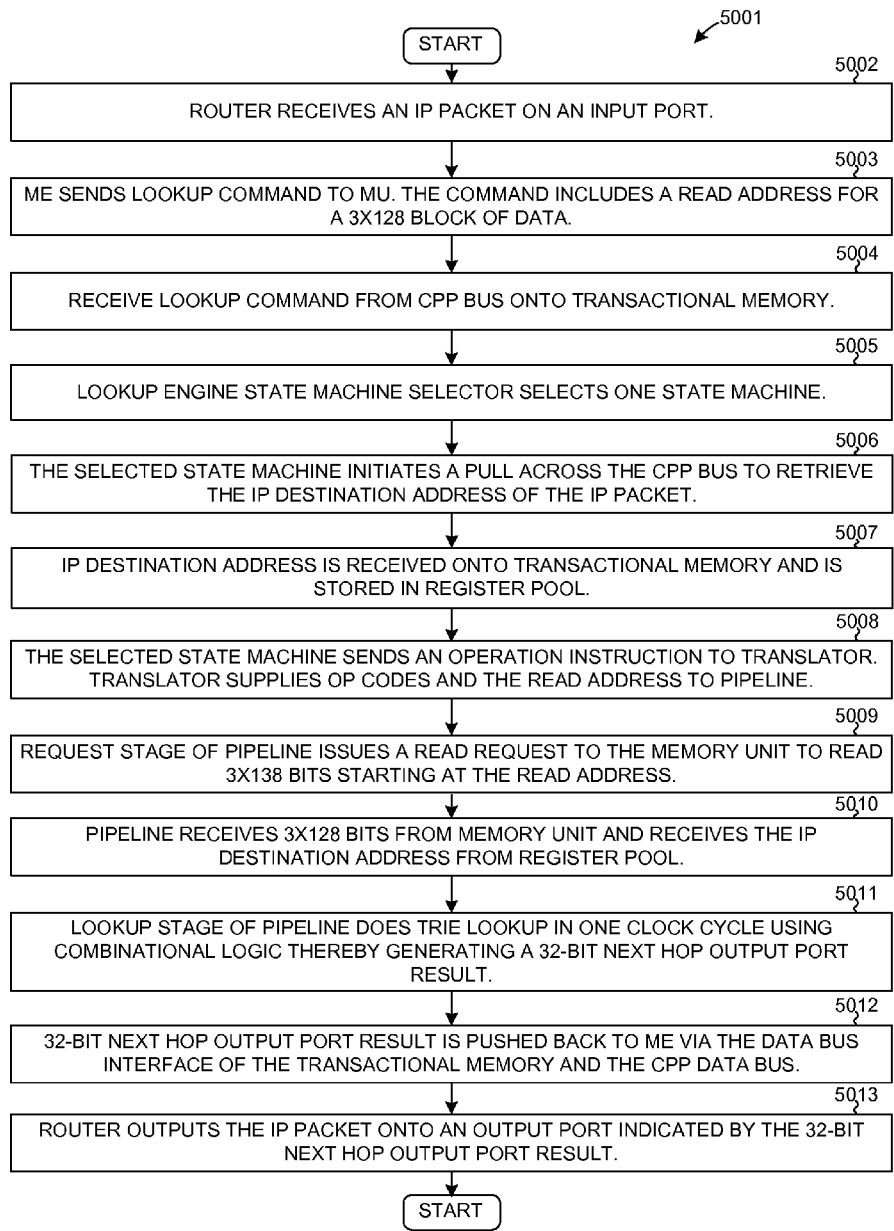 5001
START
5002
ROUTER RECEIVES AN IP PACKET ON AN INPUT PORT.
5003
ME SENDS LOOKUP COMMAND TO MU. THE COMMAND INCLUDES A READ ADDRESS FOR
A 3X128 BLOCK OF DATA.
5004
RECEIVE LOOKUP COMMAND FROM CPP BUS ONTO TRANSACTIONAL MEMORY.
5005
LOOKUP ENGINE STATE MACHINE SELECTOR SELECTS ONE STATE MACHINE.
5006
THE SELECTED STATE MACHINE INITIATES A PULL ACROSS THE CPP BUS TO RETRIEVE
THE IP DESTINATION ADDRESS OF THE IP PACKET.
5007
IP DESTINATION ADDRESS IS RECEIVED ONTO TRANSACTIONAL MEMORY AND IS
STORED IN REGISTER POOL.
5008
THE SELECTED STATE MACHINE SENDS AN OPERATION INSTRUCTION TO TRANSLATOR.
TRANSLATOR SUPPLIES OP CODES AND THE READ ADDRESS TO PIPELINE.
5009
REQUEST STAGE OF PIPELINE ISSUES A READ REQUEST TO THE MEMORY UNIT TO READ
3X138 BITS STARTING AT THE READ ADDRESS.
5010
PIPELINE RECEIVES 3X128 BITS FROM MEMORY UNIT AND RECEIVES THE IP
DESTINATION ADDRESS FROM REGISTER POOL.
5011
LOOKUP STAGE OF PIPELINE DOES TRIE LOOKUP IN ONE CLOCK CYCLE USING
COMBINATIONAL LOGIC THEREBY GENERATING A 32-BIT NEXT HOP OUTPUT PORT
RESULT.
5012
32-BIT NEXT HOP OUTPUT PORT RESULT IS PUSHED BACK TO ME VIA THE DATA BUS
INTERFACE OF THE TRANSACTIONAL MEMORY AND THE CPP DATA BUS.
5013
ROUTER OUTPUTS THE IP PACKET ONTO AN OUTPUT PORT INDICATED BY THE 32-BIT
NEXT HOP OUTPUT PORT RESULT.
START